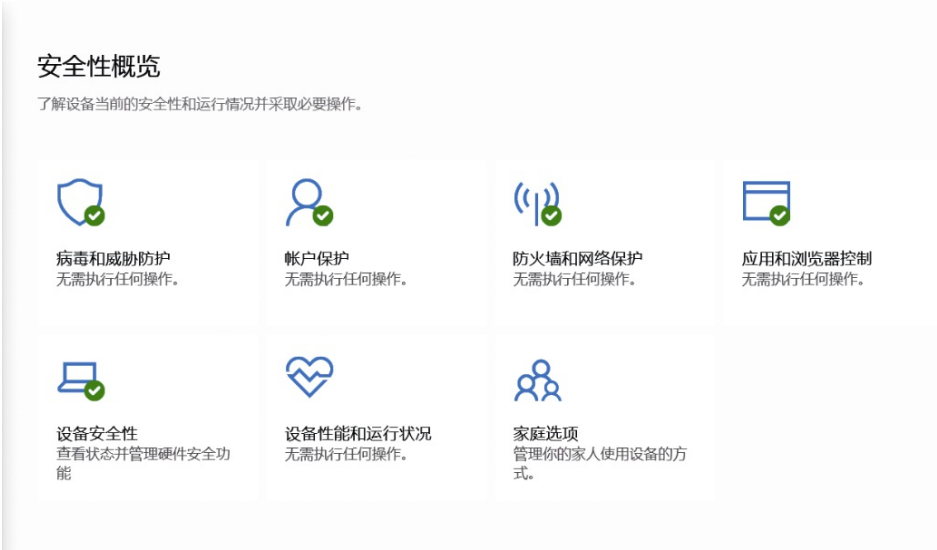 安全性概览
了解设备当前的安全性和运行情况并采取必要操作。
病毒和威胁防护
无需执行任何操作。
帐户保护
无需执行任何操作。
防火墙和网络保护
无需执行任何操作。
应用和浏览器控制
无需执行任何操作。
设备安全性
查看状态并管理硬件安全功
能
设备性能和运行状况
无需执行任何操作。
家庭选项
管理你的家人使用设备的方
式。